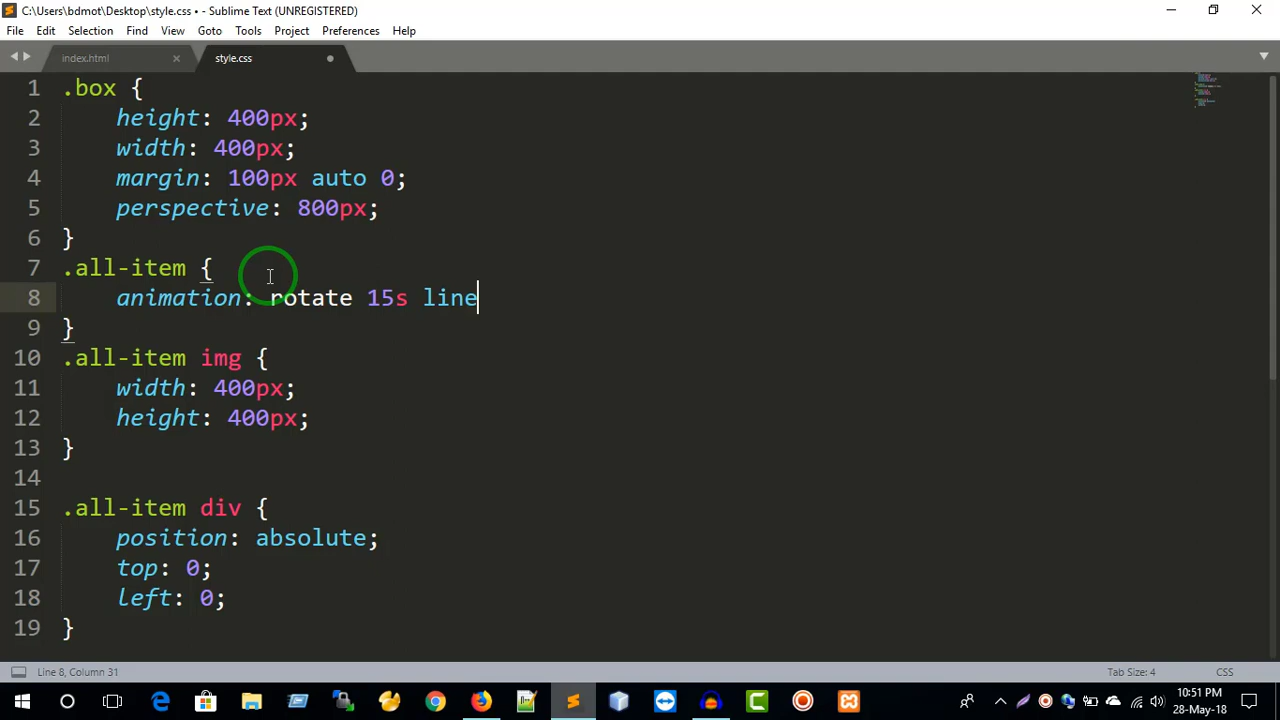 C:\Users\bdmot\Desktop\style.css • - Sublime Text (UNREGISTERED)
File Edit Selection Find View Goto Tools Project Preferences Help
index.html style.css
1 .box {
2 height: 400px;
3 width: 400px;
4 margin: 100px auto 0;
5 perspective: 800px;
6 }
7 .all-item {
8 animation: rotate 15s line
9 }
10 .all-item img {
11 width: 400px;
12 height: 400px;
13 }
14
15 .all-item div {
16 position: absolute;
17 top: 0;
18 left: 0;
19 }
Line 8, Column 31 Tab Size: 4 CSS
10:51 PM
28-May-18